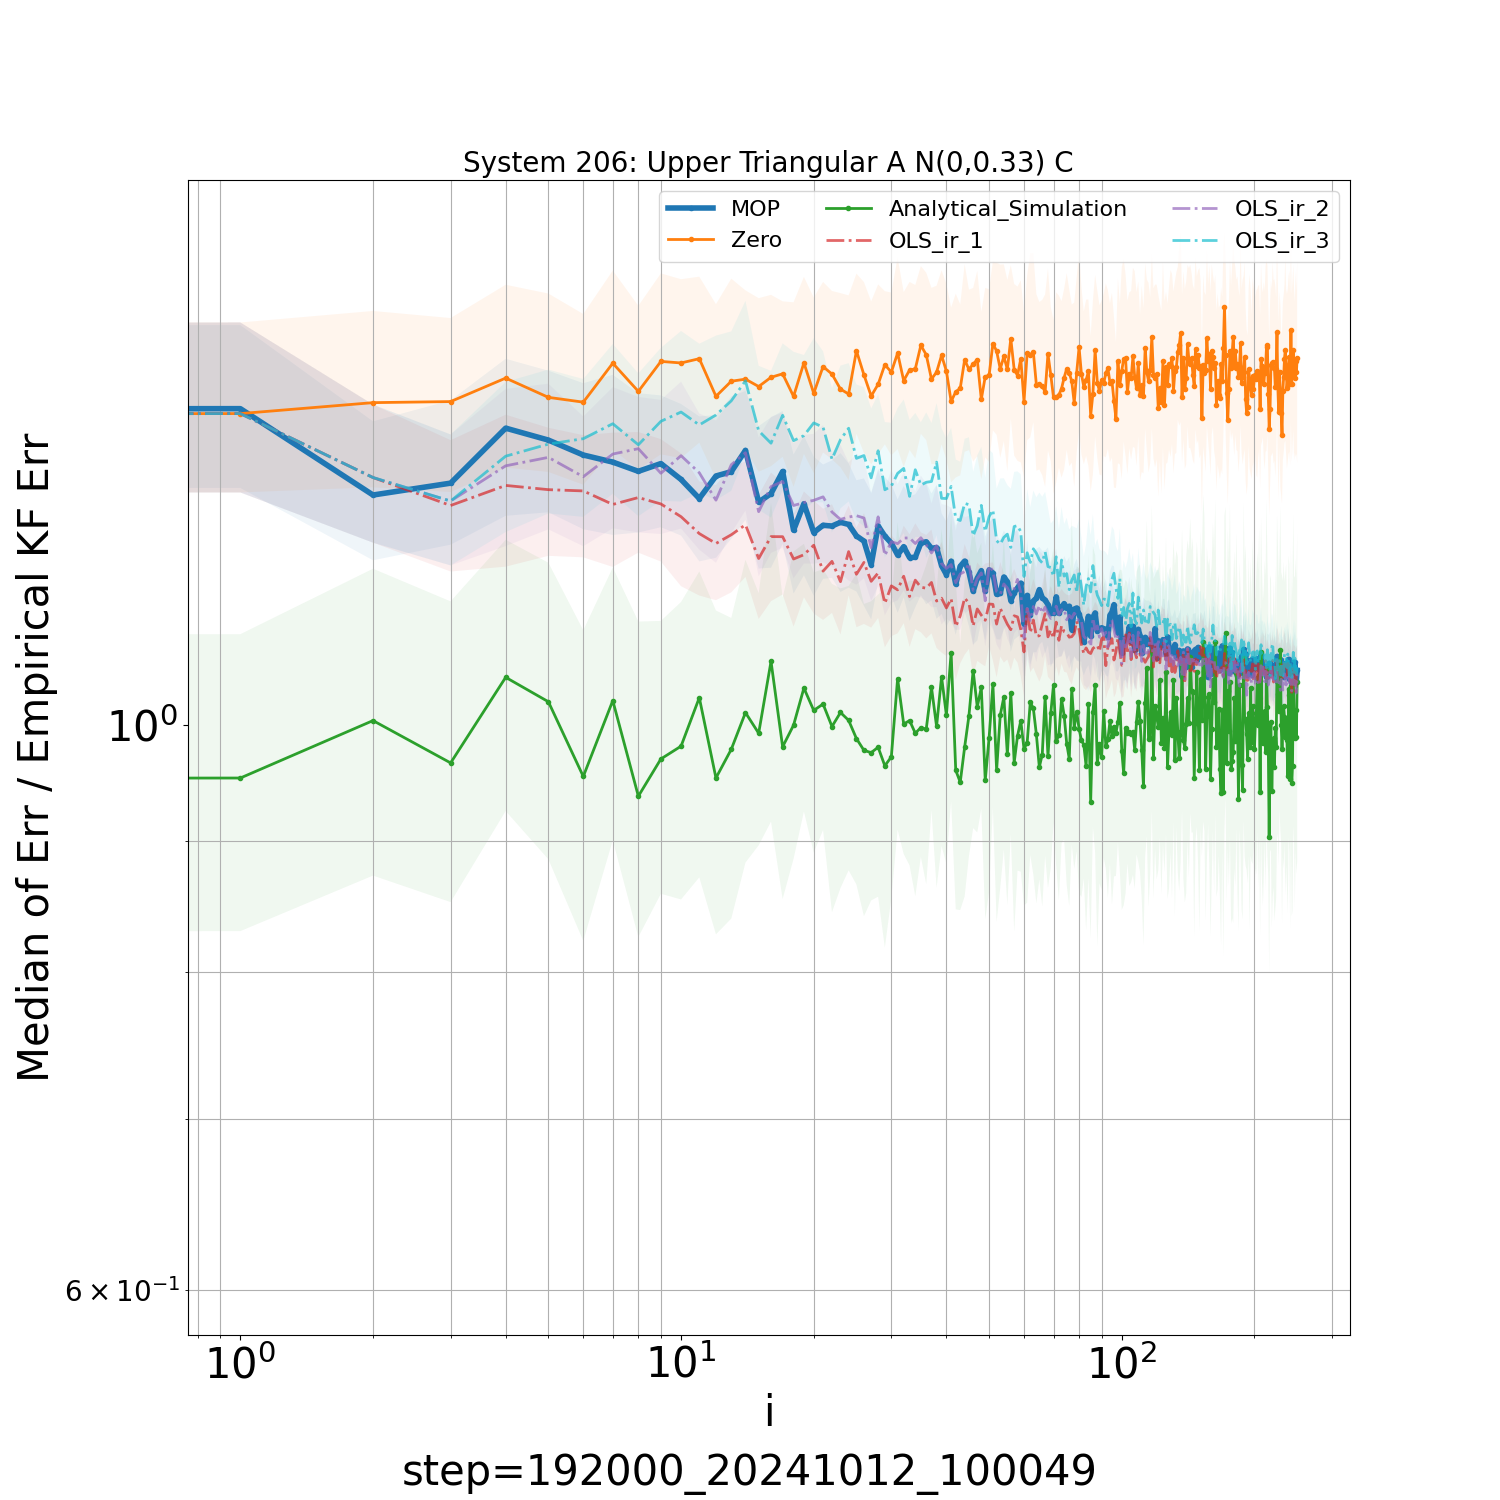 System 206: Upper Triangular A N(0,0.33) C
MOP
Zero
Analytical_Simulation
OLS_ir_1
OLS_ir_2
OLS_ir_3
Median of Err / Empirical KF Err
10⁰
6 × 10⁻¹
10⁰ 10¹ 10²
i
step=192000_20241012_100049